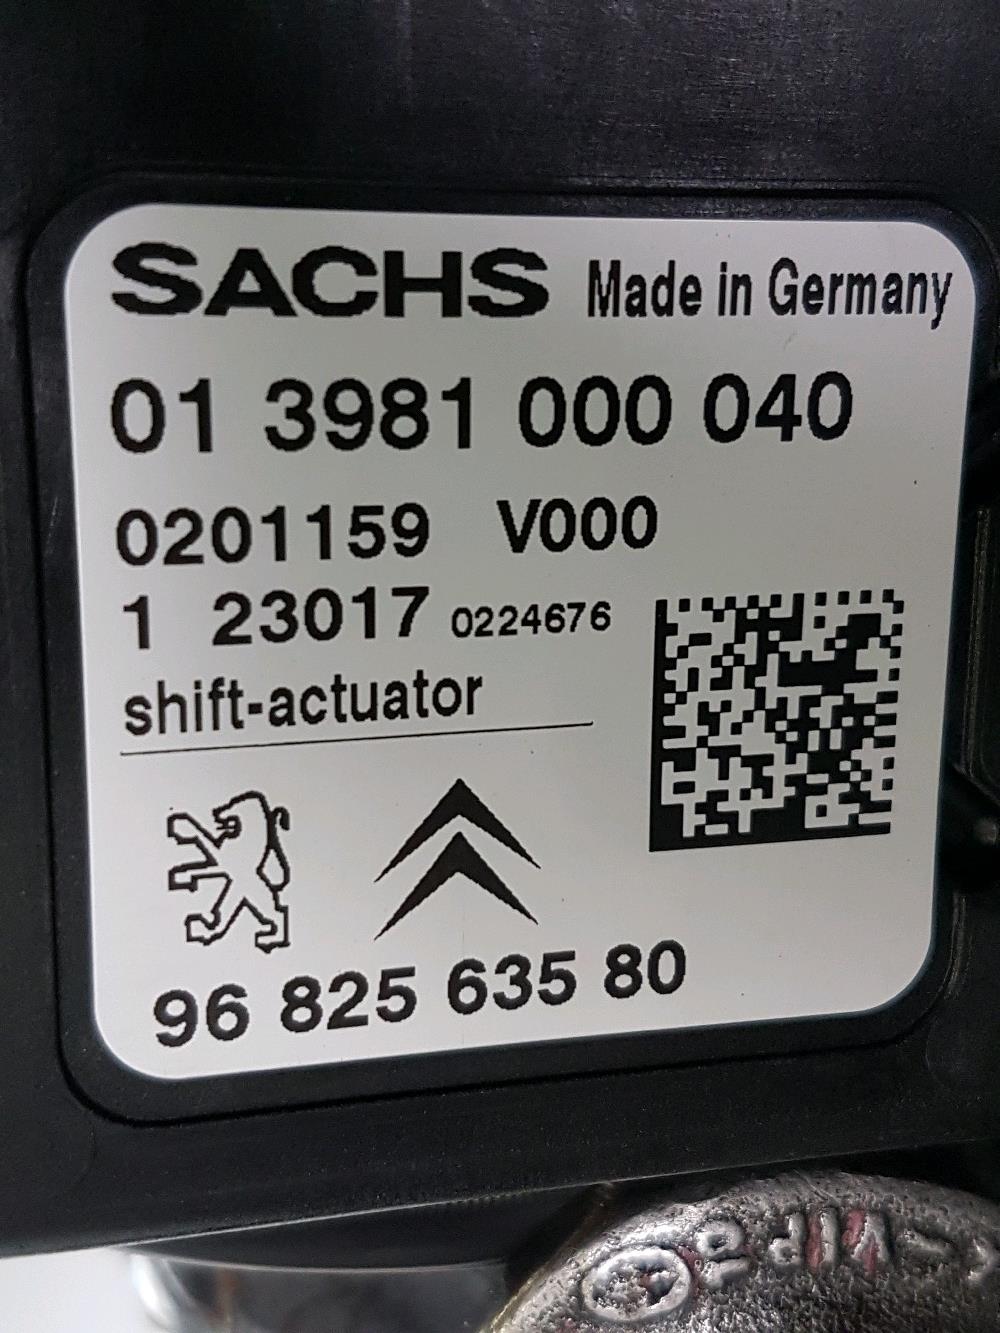 SACHS Made in Germany
01 3981 000 040
0201159 V000
1 23017 0224676
shift-actuator
96 825 635 80